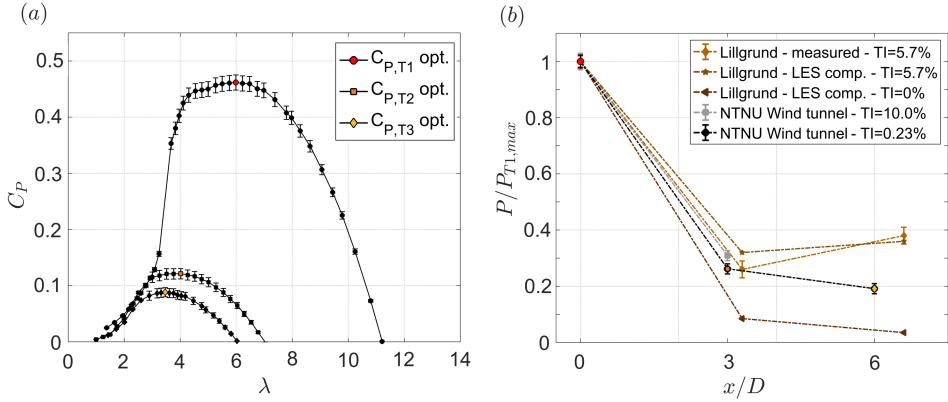 (a)
C_P
0.5
0.4
0.3
0.2
0.1
0
0 2 4 6 8 10 12 14
λ
C_P,T1 opt.
C_P,T2 opt.
C_P,T3 opt.
(b)
P/P_T1,max
1
0.8
0.6
0.4
0.2
0
0 3 6
x/D
Lillgrund - measured - TI=5.7%
Lillgrund - LES comp. - TI=5.7%
Lillgrund - LES comp. - TI=0%
NTNU Wind tunnel - TI=10.0%
NTNU Wind tunnel - TI=0.23%